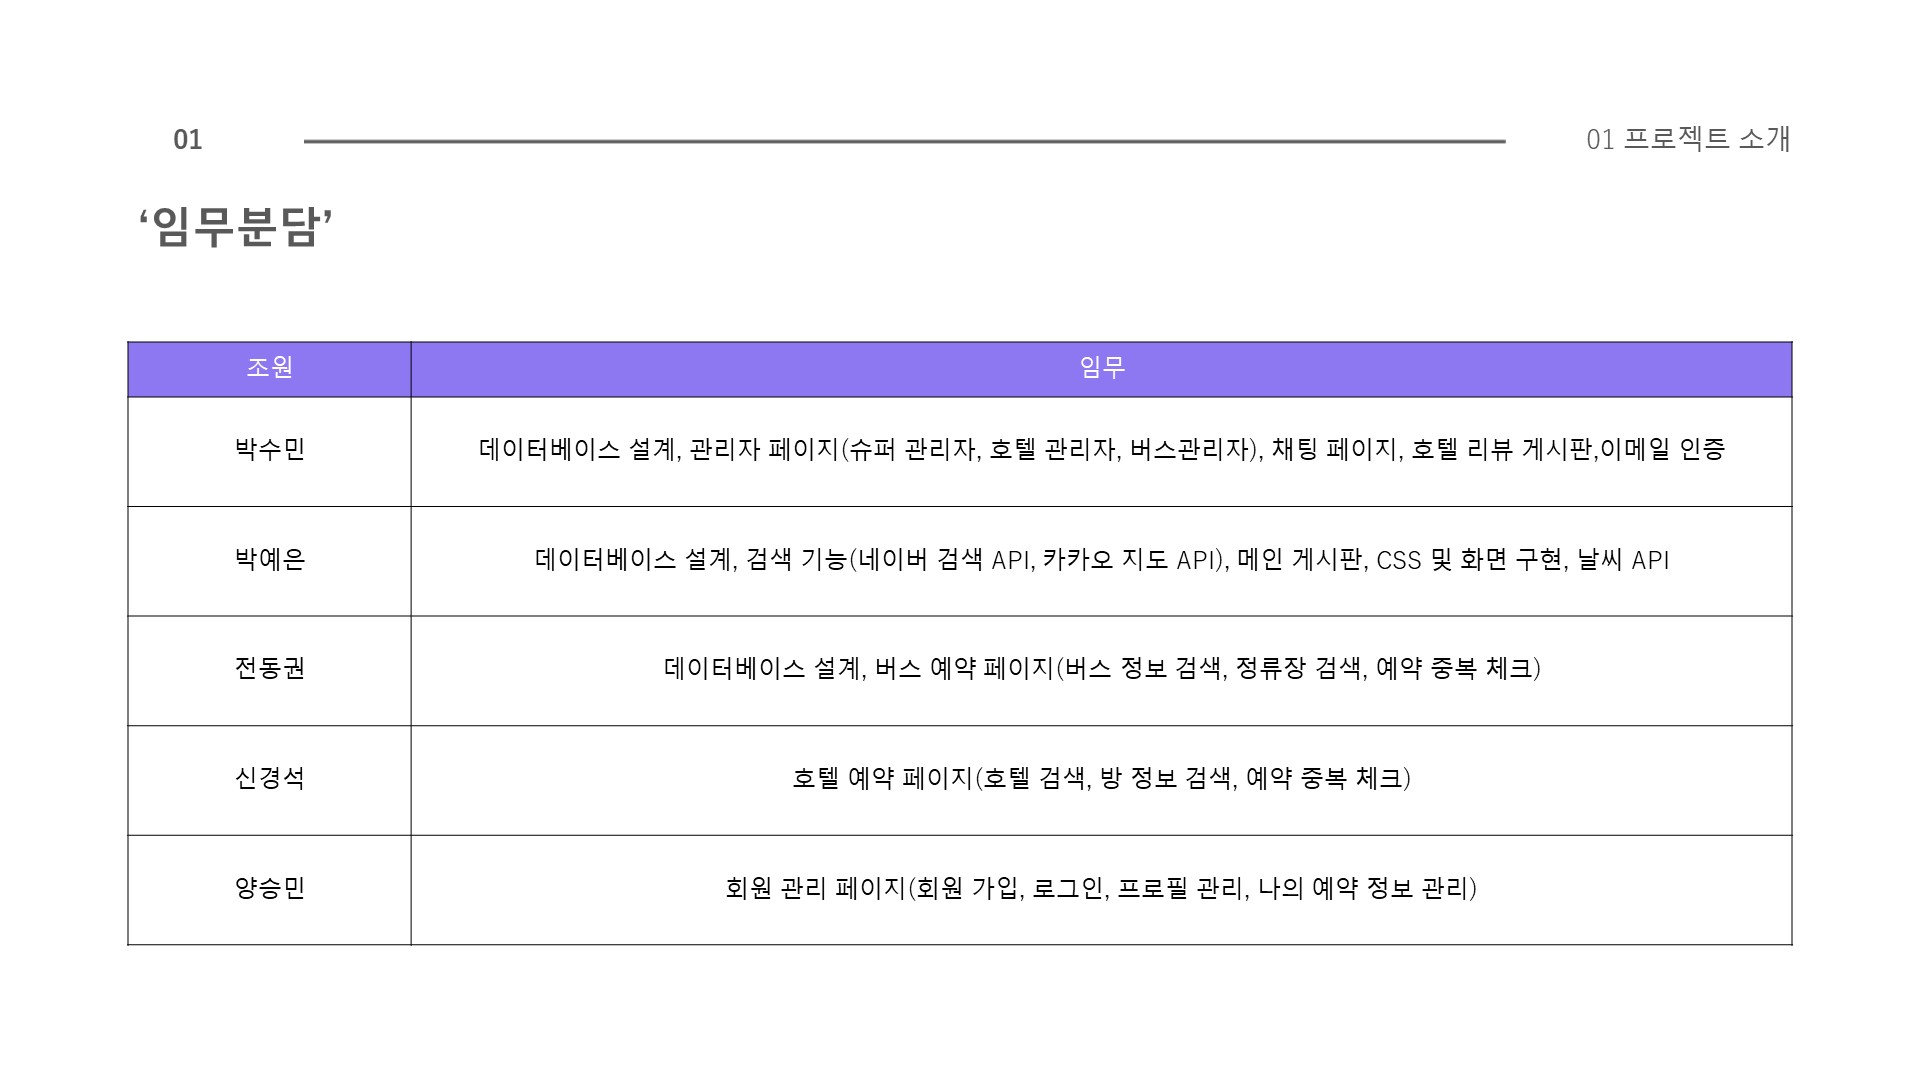 01
01 프로젝트 소개
‘임무분담’
조원 임무
박수민 데이터베이스 설계, 관리자 페이지(슈퍼 관리자, 호텔 관리자, 버스관리자), 채팅 페이지, 호텔 리뷰 게시판,이메일 인증
박예은 데이터베이스 설계, 검색 기능(네이버 검색 API, 카카오 지도 API), 메인 게시판, CSS 및 화면 구현, 날씨 API
전동권 데이터베이스 설계, 버스 예약 페이지(버스 정보 검색, 정류장 검색, 예약 중복 체크)
신경석 호텔 예약 페이지(호텔 검색, 방 정보 검색, 예약 중복 체크)
양승민 회원 관리 페이지(회원 가입, 로그인, 프로필 관리, 나의 예약 정보 관리)